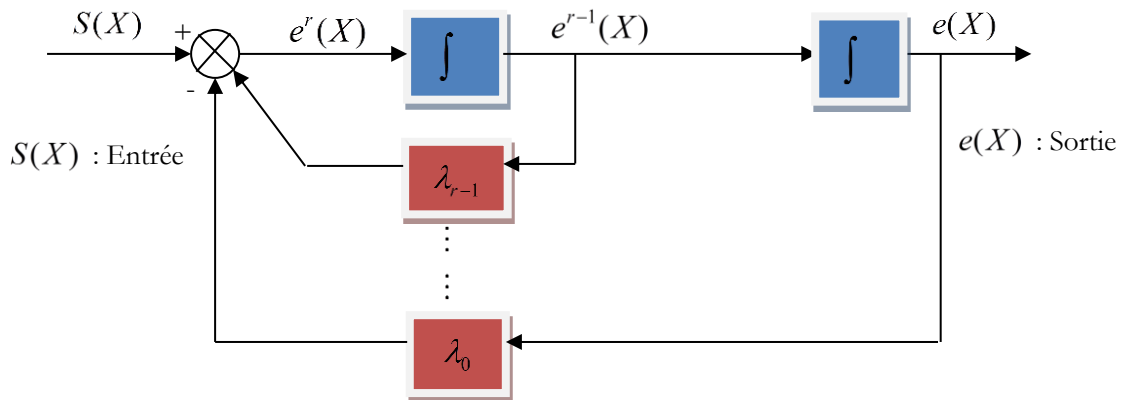 S(X)
+
e^r(X)
∫
e^{r-1}(X)
∫
e(X)
-
S(X) : Entrée
λ_{r-1}
e(X) : Sortie
λ_0